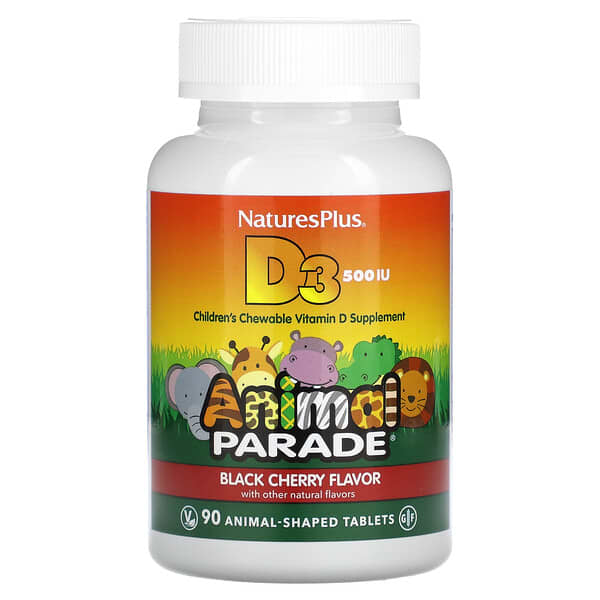 NaturesPlus®
D3 500 IU
Children's Chewable Vitamin D Supplement
Animal
PARADE®
BLACK CHERRY FLAVOR
with other natural flavors
V 90 ANIMAL-SHAPED TABLETS GF